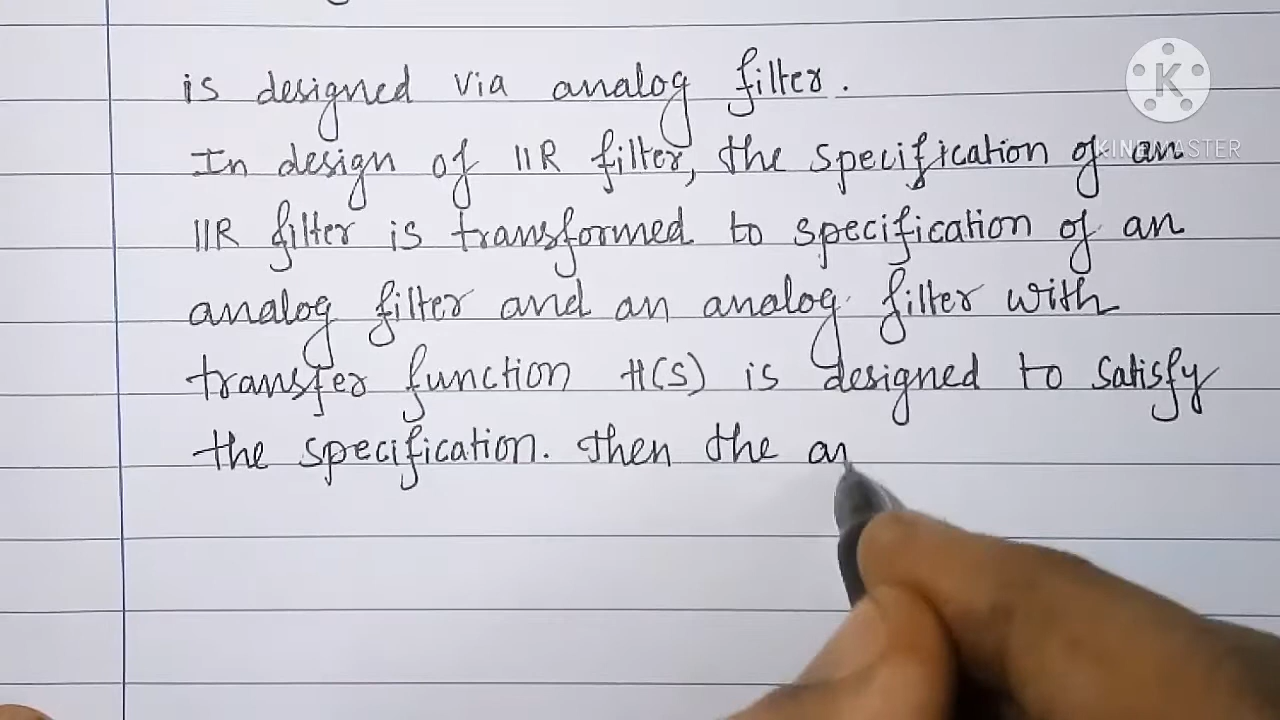 is designed via analog filter.
In design of IIR filter, the specification of an
IIR filter is transformed to specification of an
analog filter and an analog filter with
transfer function H(S) is designed to satisfy
the specification. Then the an
K
KINEMASTER